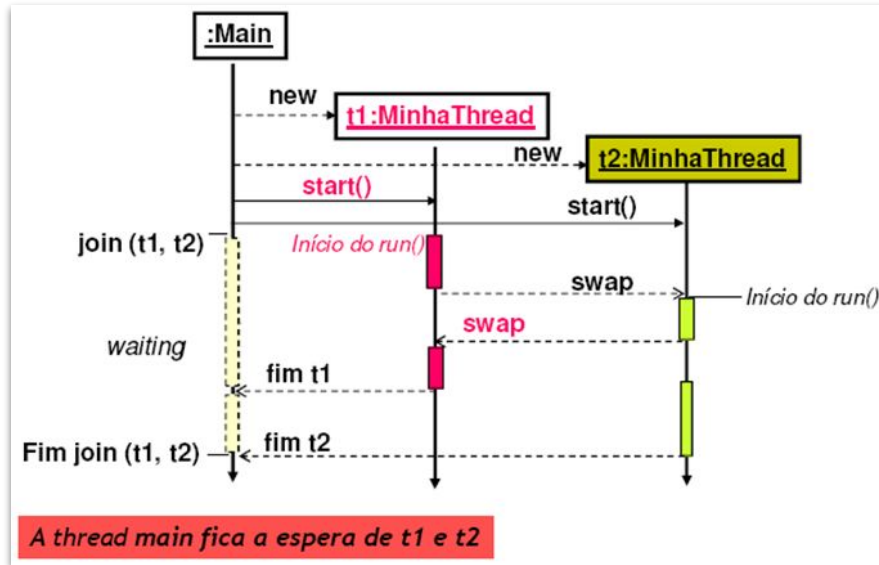 :Main
new
t1:MinhaThread
new
t2:MinhaThread
start()
start()
join (t1, t2)
Início do run()
swap
Início do run()
swap
waiting
fim t1
Fim join (t1, t2)
fim t2
A thread main fica a espera de t1 e t2